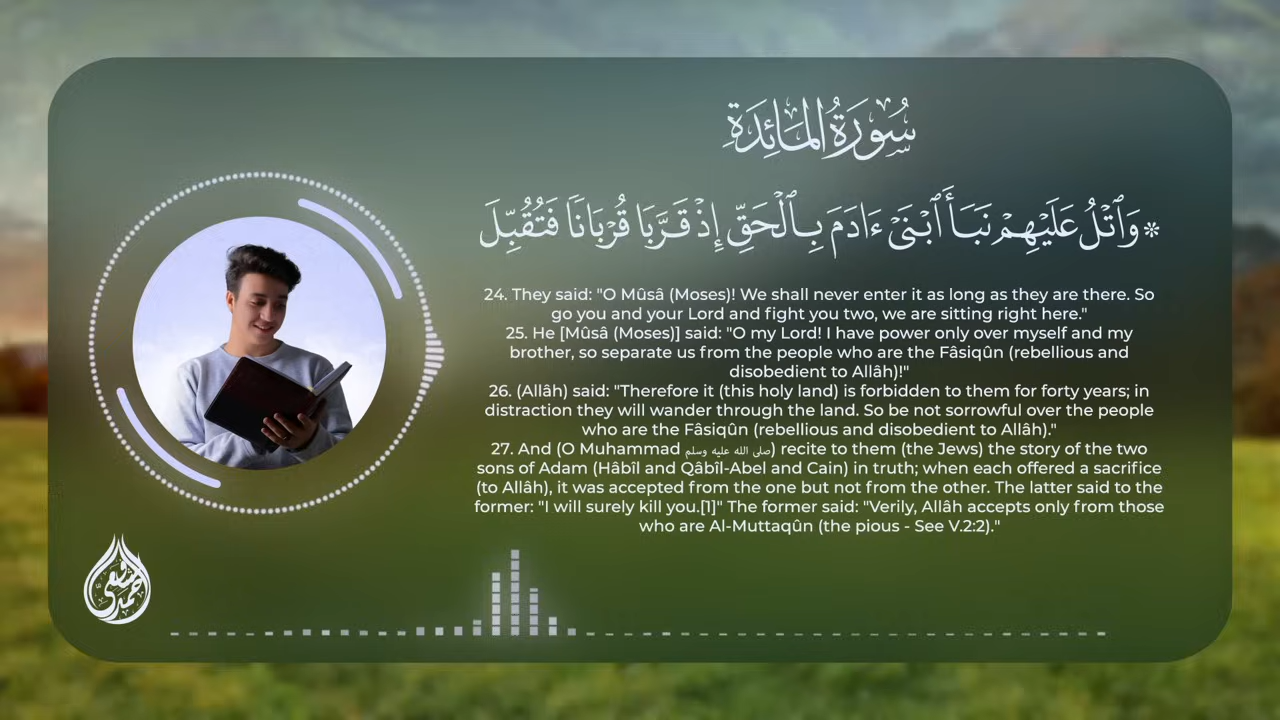 سُورَةُ المَائِدَةِ
* وَٱتْلُ عَلَيْهِمْ نَبَأَ ٱبْنَىْ ءَادَمَ بِٱلْحَقِّ إِذْ قَرَّبَا قُرْبَانًا فَتُقُبِّلَ
24. They said: "O Mûsâ (Moses)! We shall never enter it as long as they are there. So
go you and your Lord and fight you two, we are sitting right here."
25. He [Mûsâ (Moses)] said: "O my Lord! I have power only over myself and my
brother, so separate us from the people who are the Fâsiqûn (rebellious and
disobedient to Allâh)!"
26. (Allâh) said: "Therefore it (this holy land) is forbidden to them for forty years; in
distraction they will wander through the land. So be not sorrowful over the people
who are the Fâsiqûn (rebellious and disobedient to Allâh)."
27. And (O Muhammad صلى الله عليه وسلم) recite to them (the Jews) the story of the two
sons of Adam (Hâbîl and Qâbîl-Abel and Cain) in truth; when each offered a sacrifice
(to Allâh), it was accepted from the one but not from the other. The latter said to the
former: "I will surely kill you.[1]" The former said: "Verily, Allâh accepts only from those
who are Al-Muttaqûn (the pious - See V.2:2)."